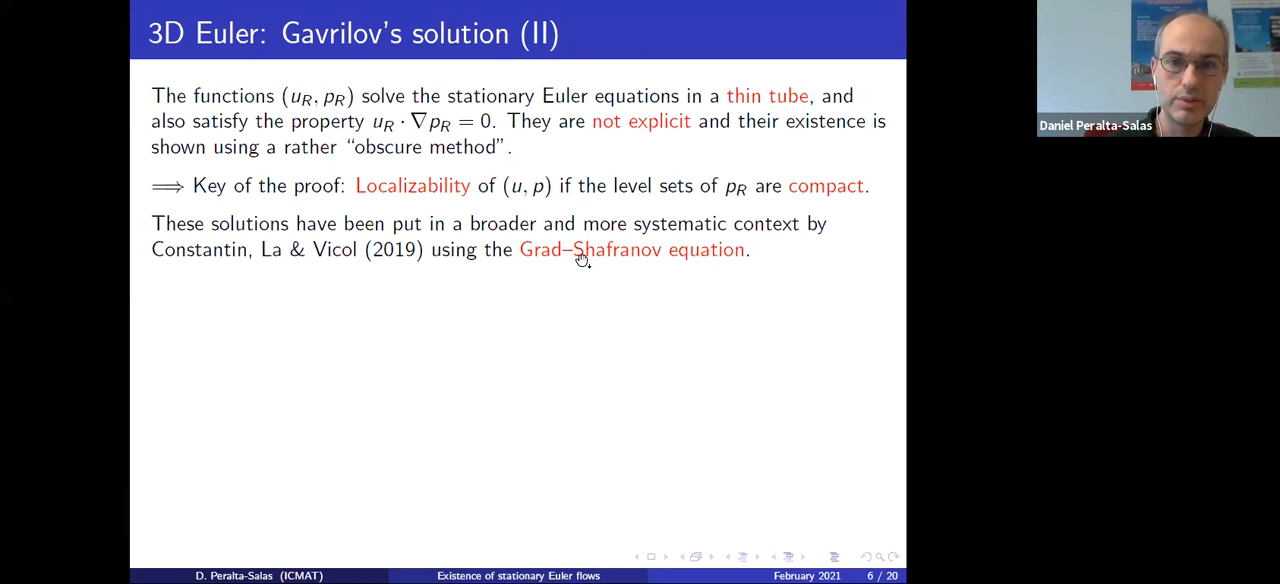 3D Euler: Gavrilov's solution (II)
The functions (u_R, p_R) solve the stationary Euler equations in a thin tube, and
also satisfy the property u_R · ∇p_R = 0. They are not explicit and their existence is
shown using a rather “obscure method”.
⟹ Key of the proof: Localizability of (u, p) if the level sets of p_R are compact.
These solutions have been put in a broader and more systematic context by
Constantin, La & Vicol (2019) using the Grad–Shafranov equation.
Daniel Peralta-Salas
D. Peralta-Salas (ICMAT) Existence of stationary Euler flows February 2021 6 / 20